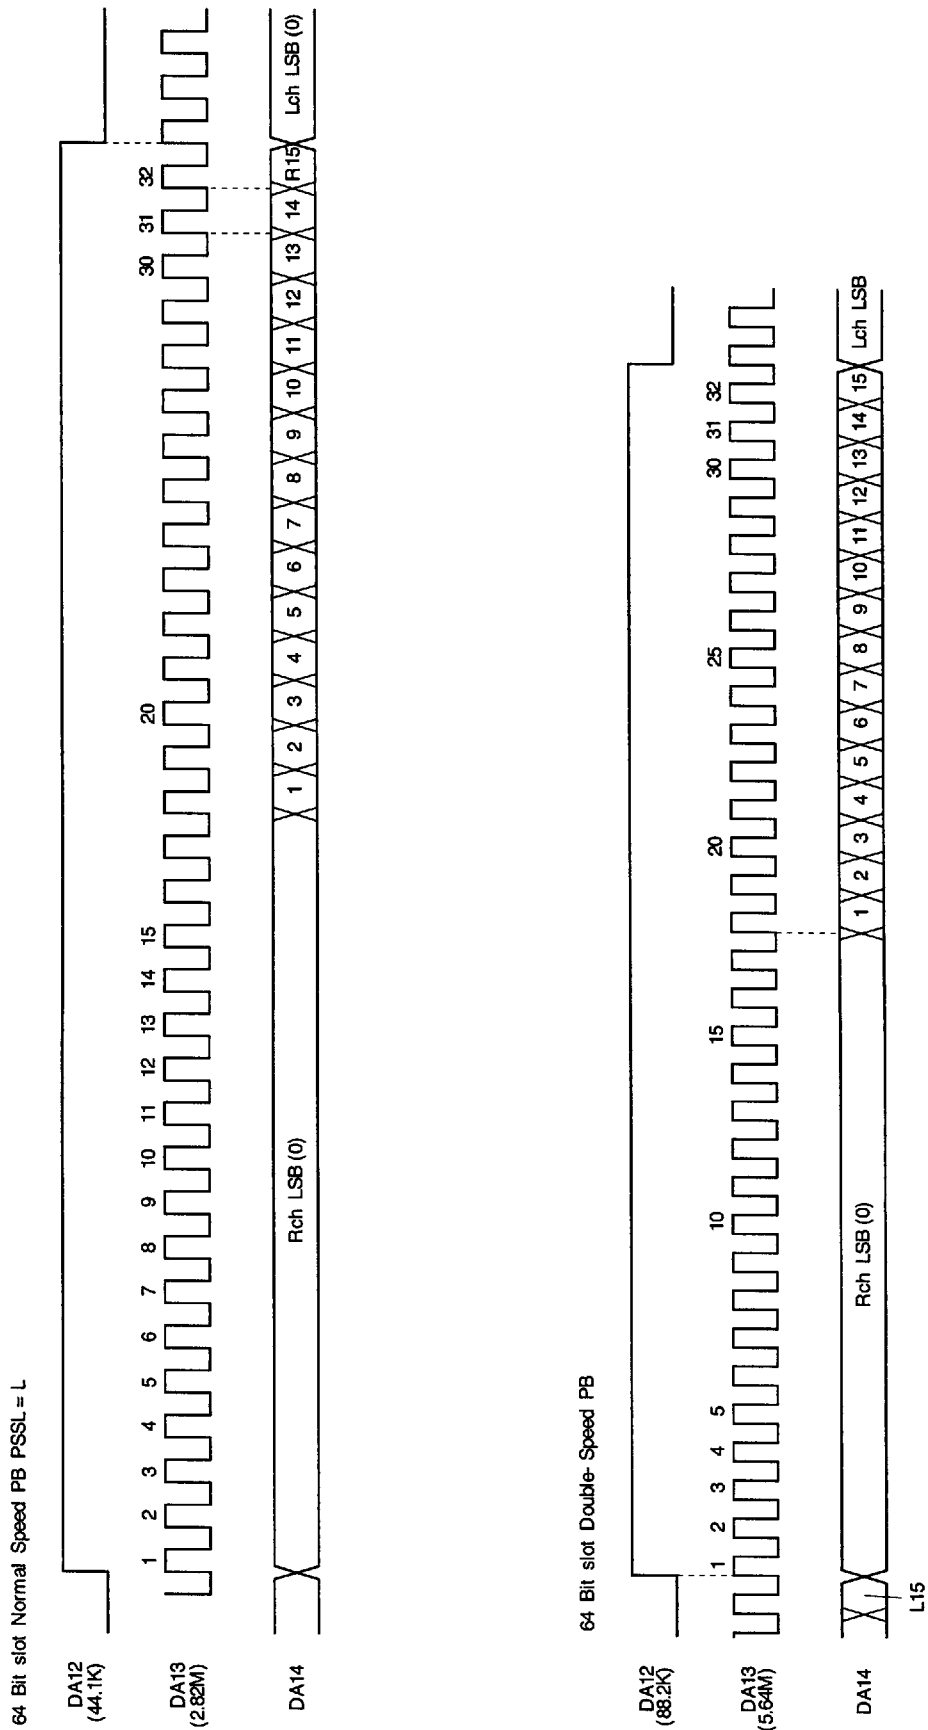 64 Bit slot Normal Speed PB PSSL = L
DA12
(44.1K)
1 2 3 4 5 6 7 8 9 10 11 12 13 14 15 20 30 31 32
DA13
(2.82M)
DA14
Rch LSB (0) 1 2 3 4 5 6 7 8 9 10 11 12 13 14 R15 Lch LSB (0)
64 Bit slot Double-Speed PB
DA12
(88.2K)
1 2 3 4 5 10 15 20 25 30 31 32
DA13
(5.64M)
DA14
Rch LSB (0) 1 2 3 4 5 6 7 8 9 10 11 12 13 14 15 Lch LSB
L15